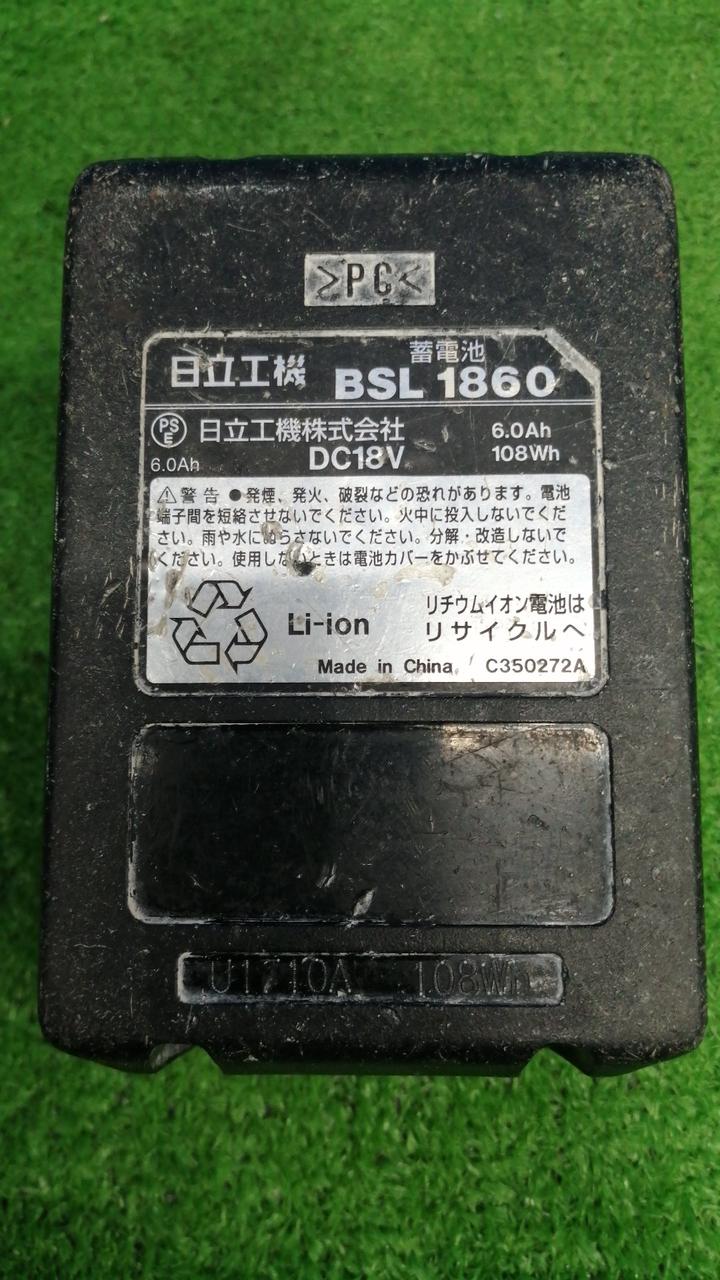 >PC<
蓄電池
日立工機 BSL 1860
PS E 日立工機株式会社 6.0Ah
6.0Ah DC18V 108Wh
⚠警告 ●発煙、発火、破裂などの恐れがあります。電池
端子間を短絡させないでください。火中に投入しないでくだ
さい。雨や水にぬらさないでください。分解・改造しないで
ください。使用しないときは電池カバーをかぶせてください。
Li-ion リチウムイオン電池は
リサイクルへ
Made in China C350272A
U1710A 108Wh